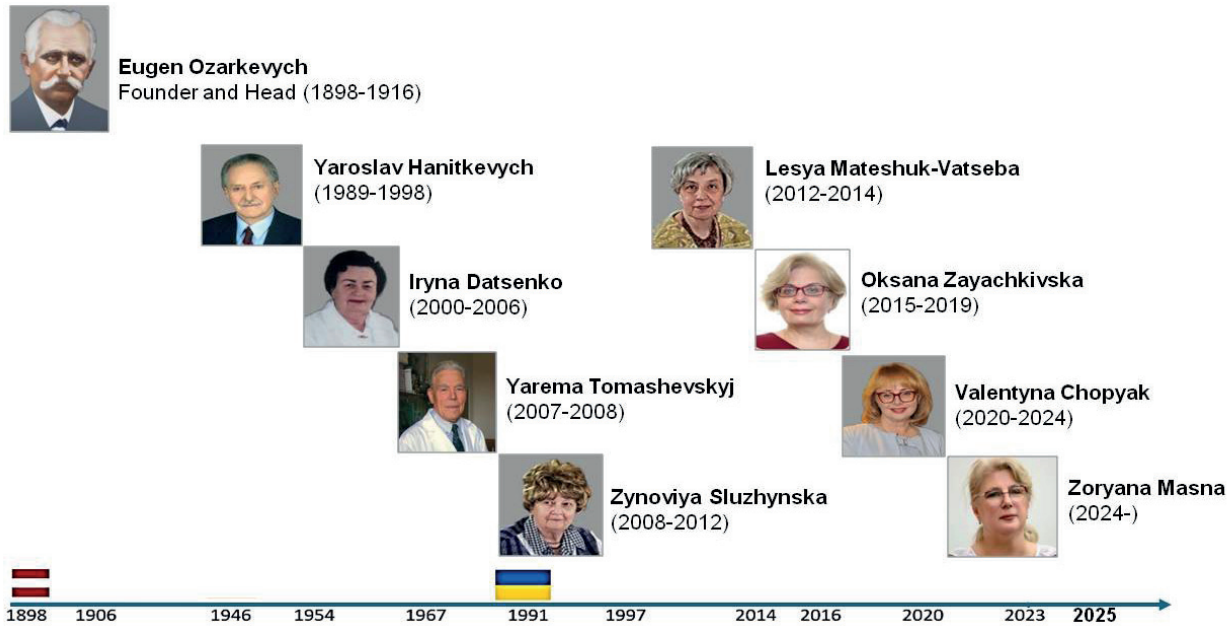 Eugen Ozarkevych
Founder and Head (1898-1916)
Yaroslav Hanitkevych
(1989-1998)
Lesya Mateshuk-Vatseba
(2012-2014)
Iryna Datsenko
(2000-2006)
Oksana Zayachkivska
(2015-2019)
Yarema Tomashevskyj
(2007-2008)
Valentyna Chopyak
(2020-2024)
Zynoviya Sluzhynska
(2008-2012)
Zoryana Masna
(2024-)
1898 1906 1946 1954 1967 1991 1997 2014 2016 2020 2023 2025